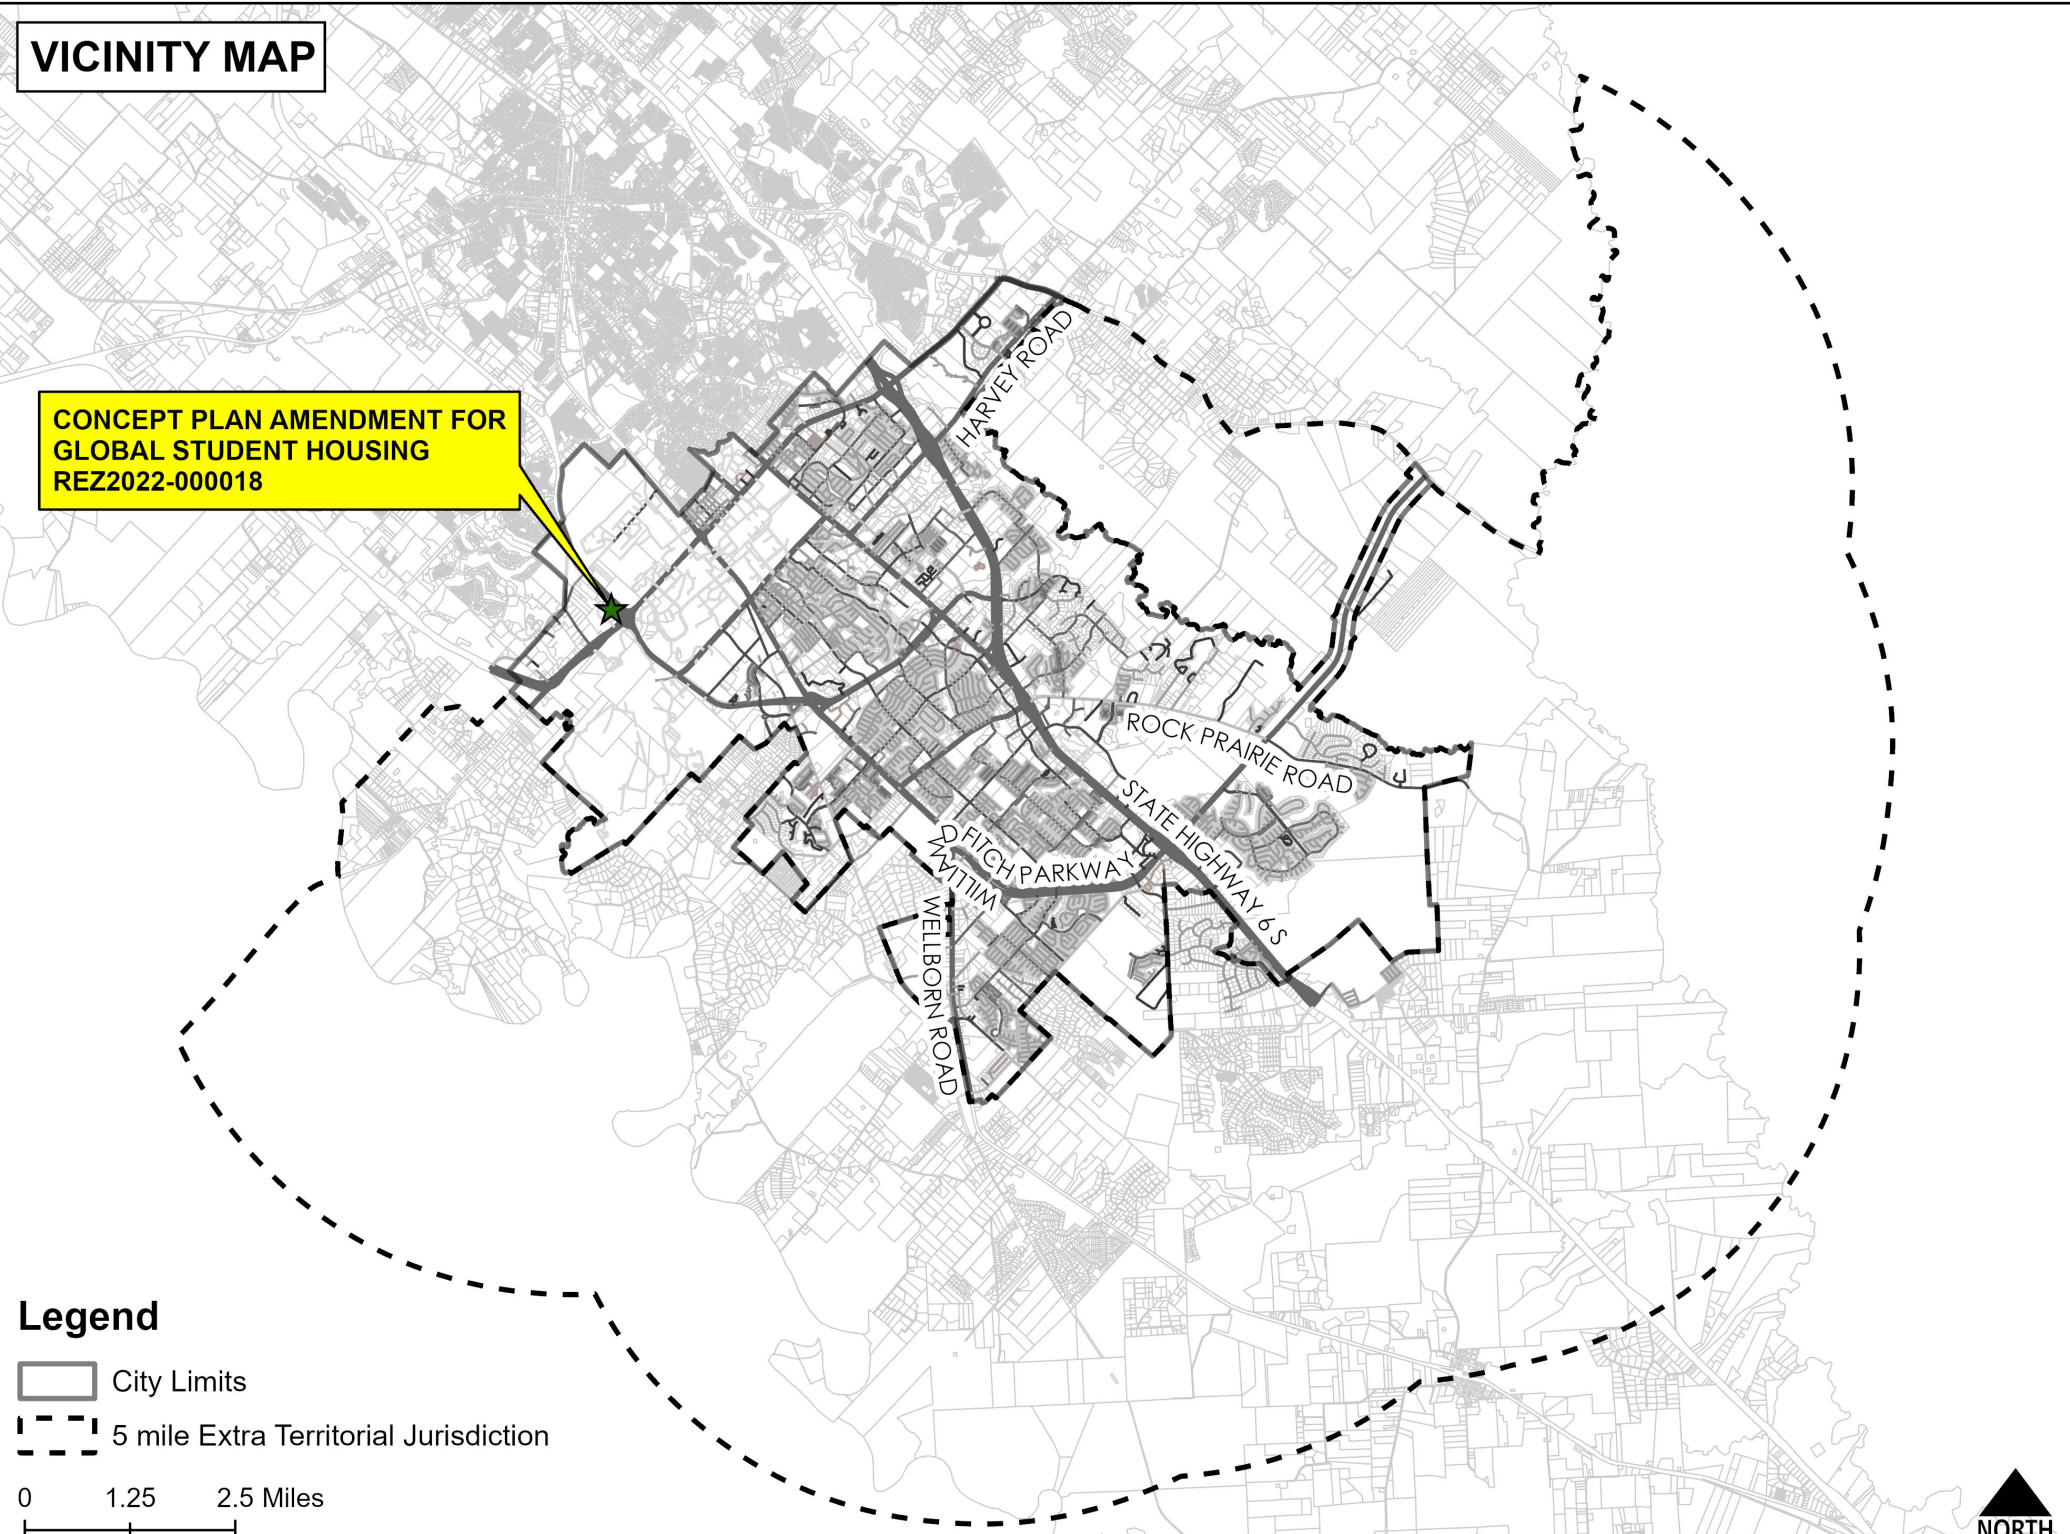 VICINITY MAP
HARVEY ROAD
CONCEPT PLAN AMENDMENT FOR
GLOBAL STUDENT HOUSING
REZ2022-000018
ROCK PRAIRIE ROAD
STATE HIGHWAY 6 S
WILLIAM
D FITCH PARKWAY
WELLBORN ROAD
Legend
City Limits
5 mile Extra Territorial Jurisdiction
0 1.25 2.5 Miles
NORTH